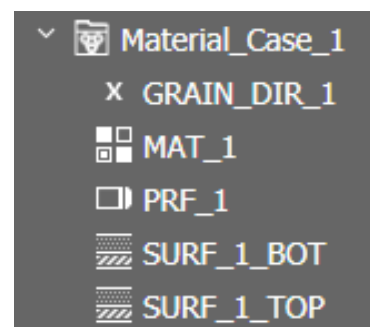 Material_Case_1
GRAIN_DIR_1
MAT_1
PRF_1
SURF_1_BOT
SURF_1_TOP